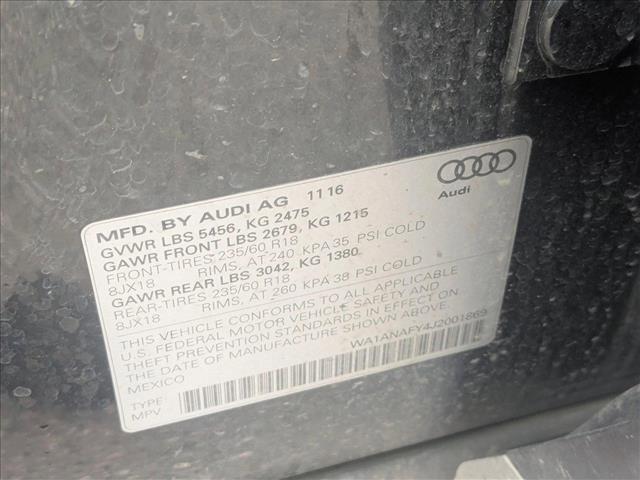 MFD. BY AUDI AG 1116
GVWR LBS 5456, KG 2475
GAWR FRONT LBS 2679, KG 1215
FRONT-TIRES 235/60 R18
8JX18 RIMS, AT 240 KPA 35 PSI COLD
GAWR REAR LBS 3042, KG 1380
REAR-TIRES 235/60 R18
8JX18 RIMS, AT 260 KPA 38 PSI COLD
THIS VEHICLE CONFORMS TO ALL APPLICABLE
U.S. FEDERAL MOTOR VEHICLE SAFETY AND
THEFT PREVENTION STANDARDS IN EFFECT ON
THE DATE OF MANUFACTURE SHOWN ABOVE.
MEXICO
WA1ANAFY4J2001869
TYPE
MPV
Audi